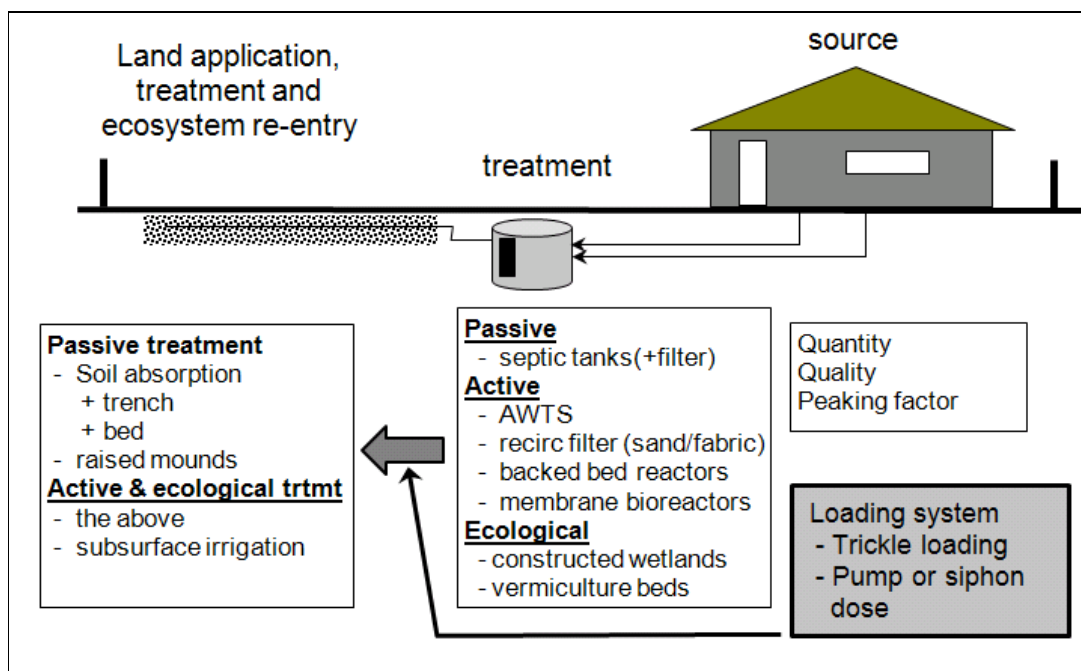 Land application,
treatment and
ecosystem re-entry
treatment
source
Passive treatment
- Soil absorption
+ trench
+ bed
- raised mounds
Active & ecological trtmt
- the above
- subsurface irrigation
Passive
- septic tanks(+filter)
Active
- AWTS
- recirc filter (sand/fabric)
- backed bed reactors
- membrane bioreactors
Ecological
- constructed wetlands
- vermiculture beds
Quantity
Quality
Peaking factor
Loading system
- Trickle loading
- Pump or siphon
dose